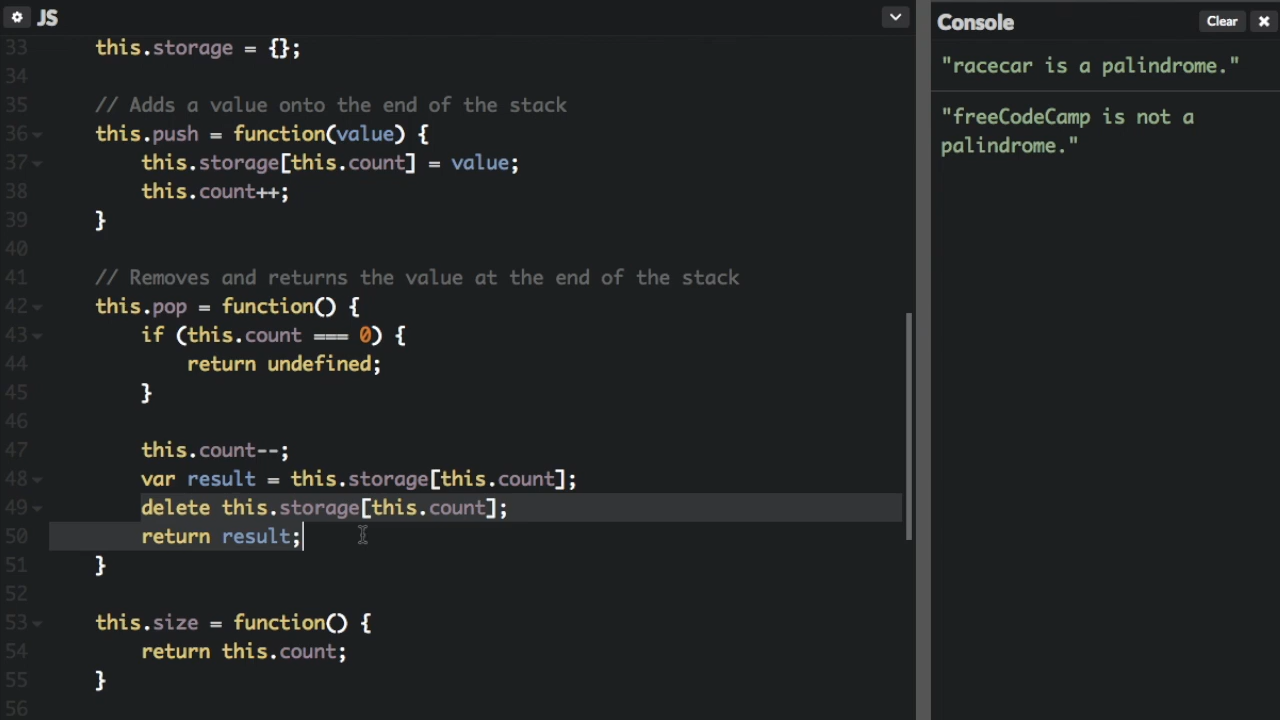 JS
33 this.storage = {};
34
35 // Adds a value onto the end of the stack
36 this.push = function(value) {
37 this.storage[this.count] = value;
38 this.count++;
39 }
40
41 // Removes and returns the value at the end of the stack
42 this.pop = function() {
43 if (this.count === 0) {
44 return undefined;
45 }
46
47 this.count--;
48 var result = this.storage[this.count];
49 delete this.storage[this.count];
50 return result;
51 }
52
53 this.size = function() {
54 return this.count;
55 }
56
Console
Clear
"racecar is a palindrome."
"freeCodeCamp is not a
palindrome."